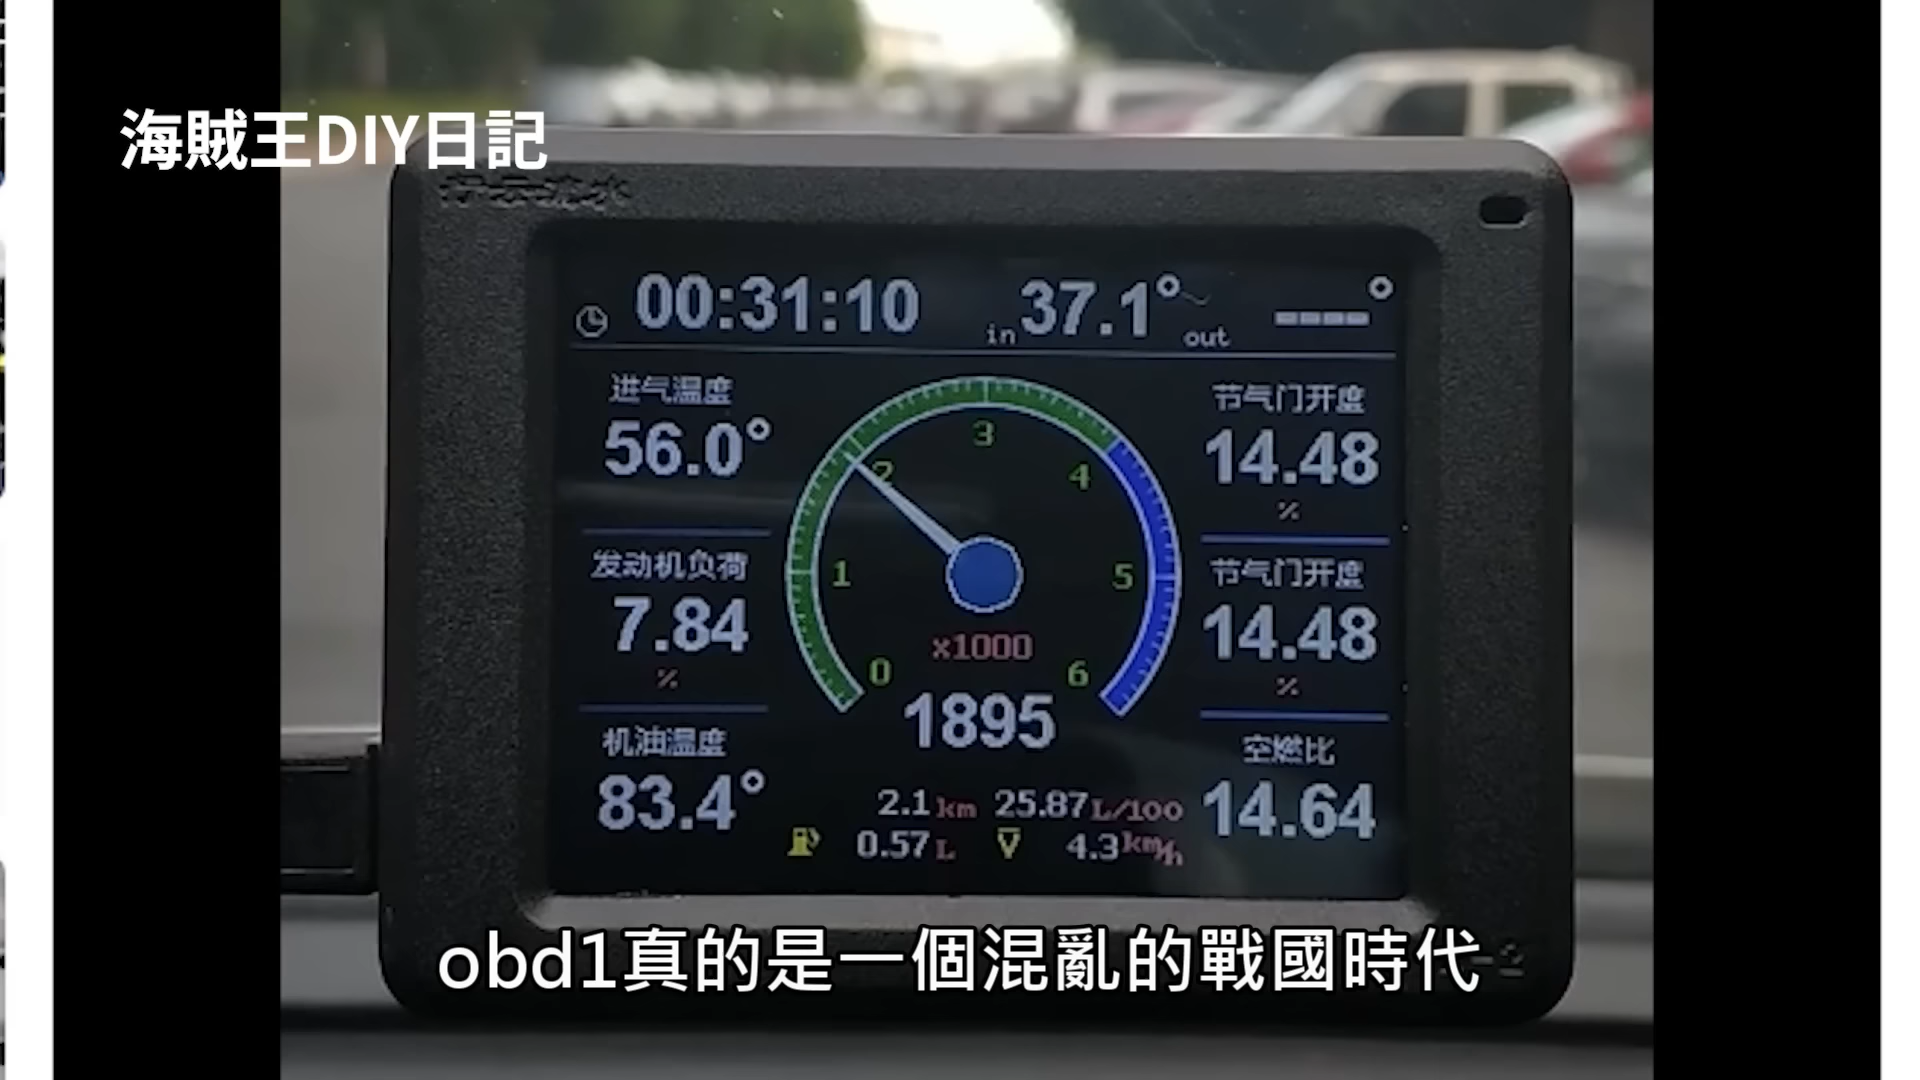 海賊王DIY日記
00:31:10
in 37.1° out ----°
进气温度
56.0°
发动机负荷
7.84
%
机油温度
83.4°
0 1 2 3 4 5 6
x1000
1895
2.1 km 25.87 L/100
0.57 L 4.3 km/h
节气门开度
14.48
%
节气门开度
14.48
%
空燃比
14.64
obd1真的是一個混亂的戰國時代